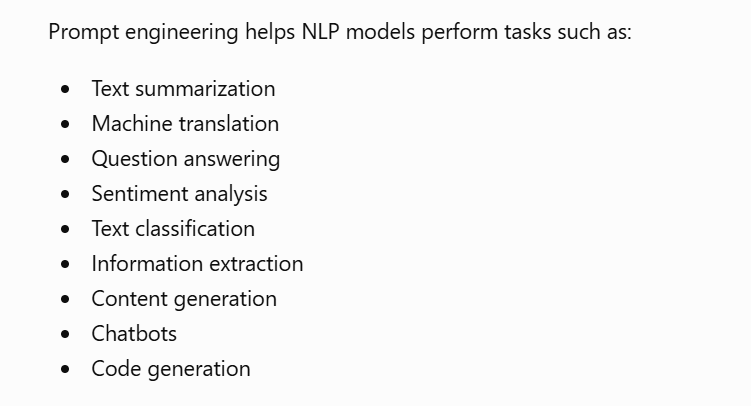 Prompt engineering helps NLP models perform tasks such as:
• Text summarization
• Machine translation
• Question answering
• Sentiment analysis
• Text classification
• Information extraction
• Content generation
• Chatbots
• Code generation